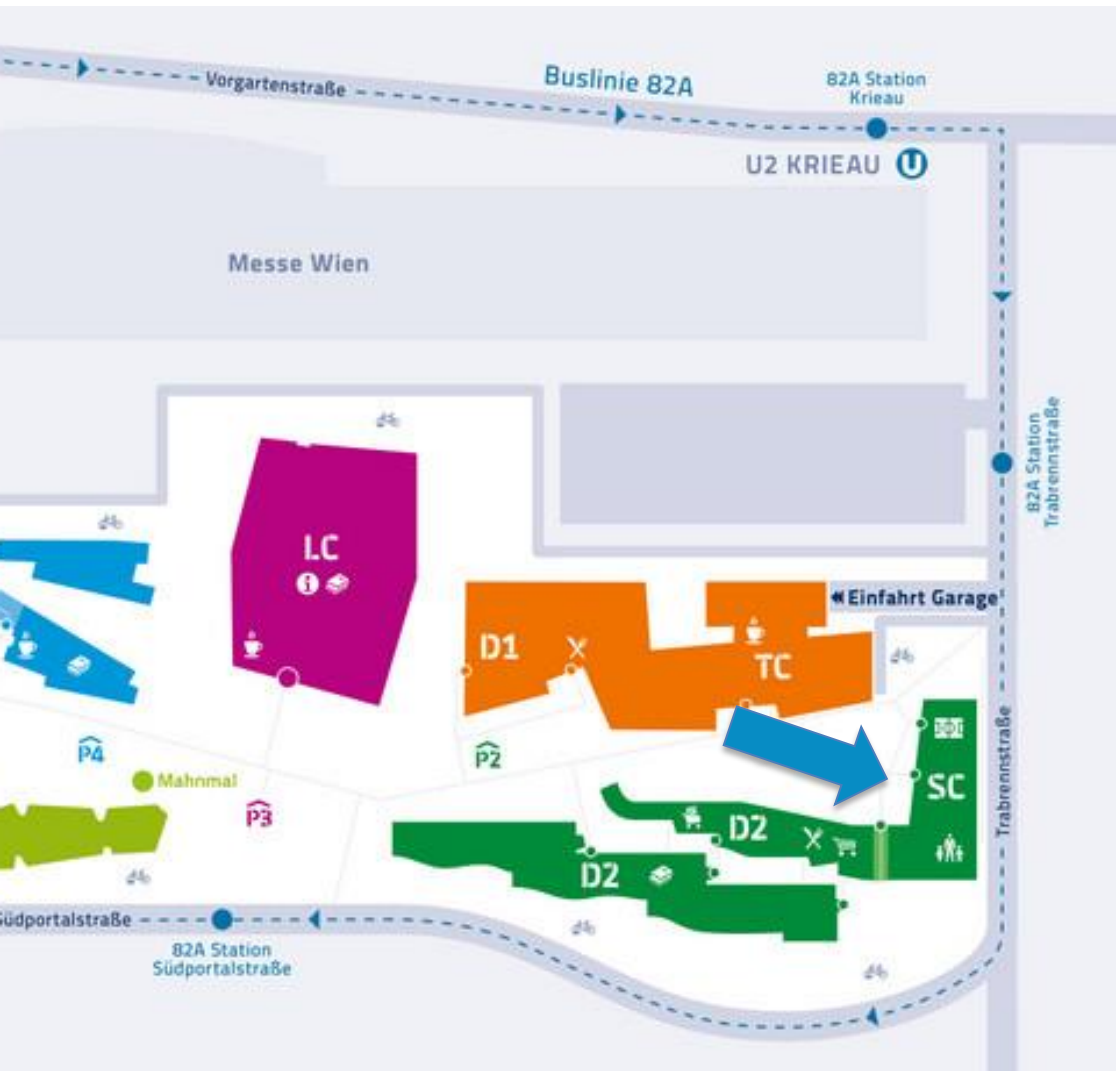 Vorgartenstraße
Buslinie 82A
82A Station
Krieau
U2 KRIEAU U
Messe Wien
82A Station
Trabrennstraße
LC
i
Einfahrt Garage
D1
TC
P4
Mahnmal
P3
P2
SC
D2
D2
Trabrennstraße
Südportalstraße
82A Station
Südportalstraße